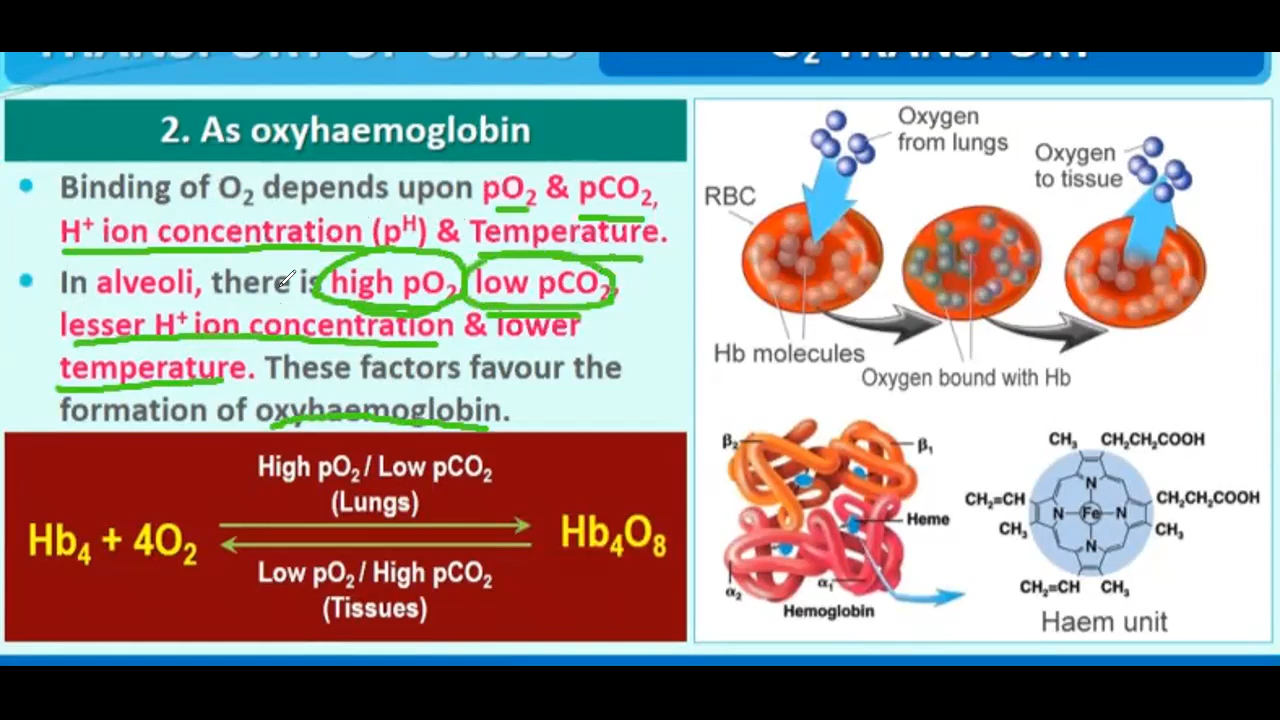 TRANSPORT OF GASES
O₂ TRANSPORT
2. As oxyhaemoglobin
• Binding of O₂ depends upon pO₂ & pCO₂,
H⁺ ion concentration (pᴴ) & Temperature.
• In alveoli, there is high pO₂, low pCO₂,
lesser H⁺ ion concentration & lower
temperature. These factors favour the
formation of oxyhaemoglobin.
High pO₂ / Low pCO₂
(Lungs)
Hb₄ + 4O₂
Hb₄O₈
Low pO₂ / High pCO₂
(Tissues)
Oxygen
from lungs
Oxygen
to tissue
RBC
Hb molecules
Oxygen bound with Hb
β₂
β₁
Heme
α₂
α₁
Hemoglobin
CH₃
CH₂CH₂COOH
N
CH₂=CH
CH₂CH₂COOH
N
Fe
N
CH₃
CH₃
N
CH₂=CH
CH₃
Haem unit